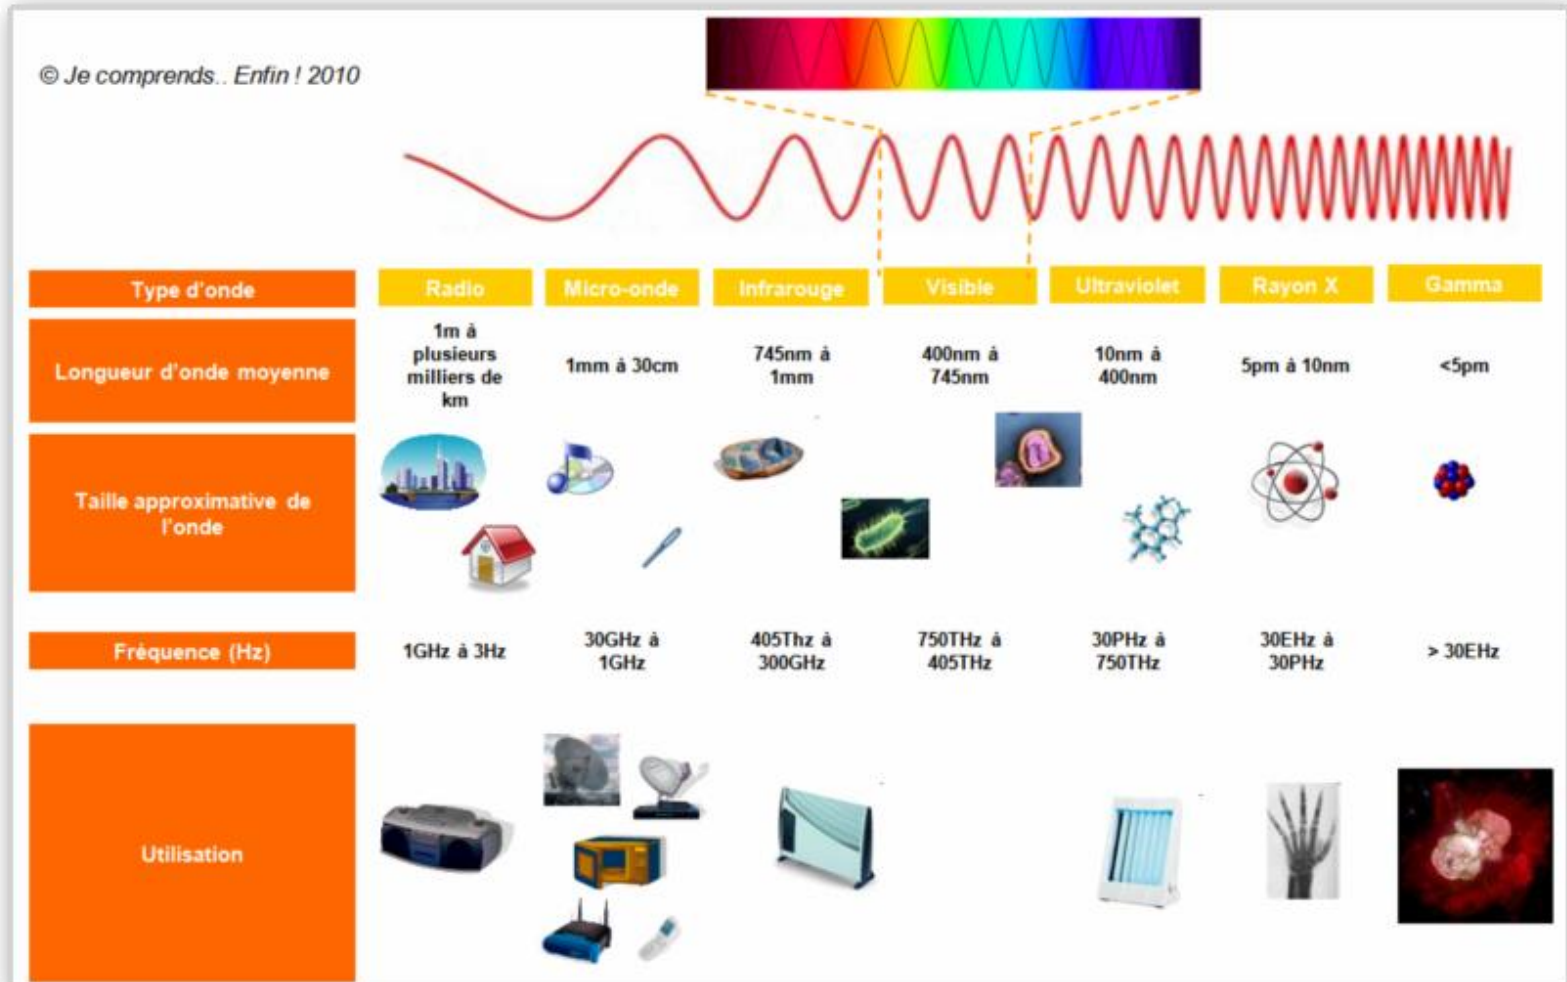 © Je comprends.. Enfin ! 2010
Type d'onde
Radio
Micro-onde
Infrarouge
Visible
Ultraviolet
Rayon X
Gamma
Longueur d'onde moyenne
1m à
plusieurs
milliers de
km
1mm à 30cm
745nm à
1mm
400nm à
745nm
10nm à
400nm
5pm à 10nm
<5pm
Taille approximative de
l'onde
Fréquence (Hz)
1GHz à 3Hz
30GHz à
1GHz
405Thz à
300GHz
750THz à
405THz
30PHz à
750THz
30EHz à
30PHz
> 30EHz
Utilisation